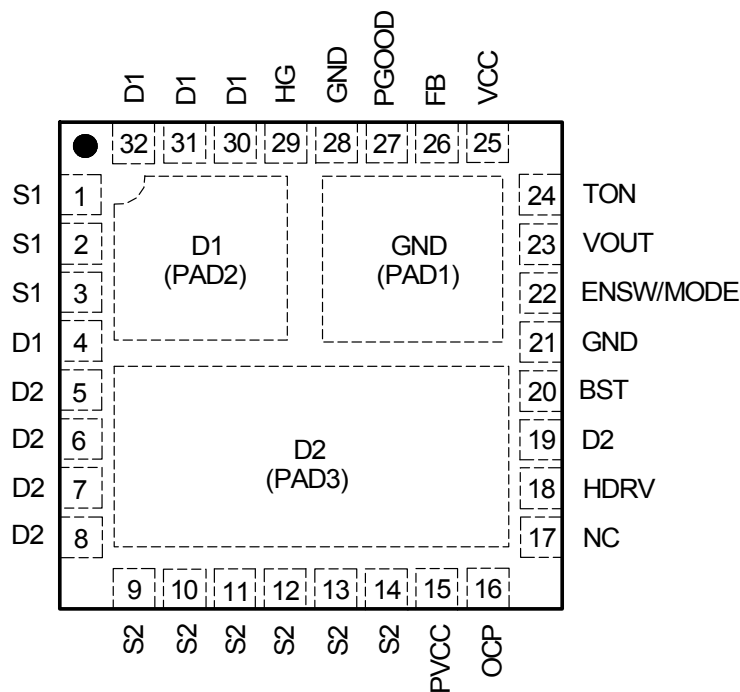 D1
D1
D1
HG
GND
PGOOD
FB
VCC
32
31
30
29
28
27
26
25
S1
1
S1
2
S1
3
D1
4
D2
5
D2
6
D2
7
D2
8
D1
(PAD2)
GND
(PAD1)
D2
(PAD3)
24
TON
23
VOUT
22
ENSW/MODE
21
GND
20
BST
19
D2
18
HDRV
17
NC
9
10
11
12
13
14
15
16
S2
S2
S2
S2
S2
S2
PVCC
OCP